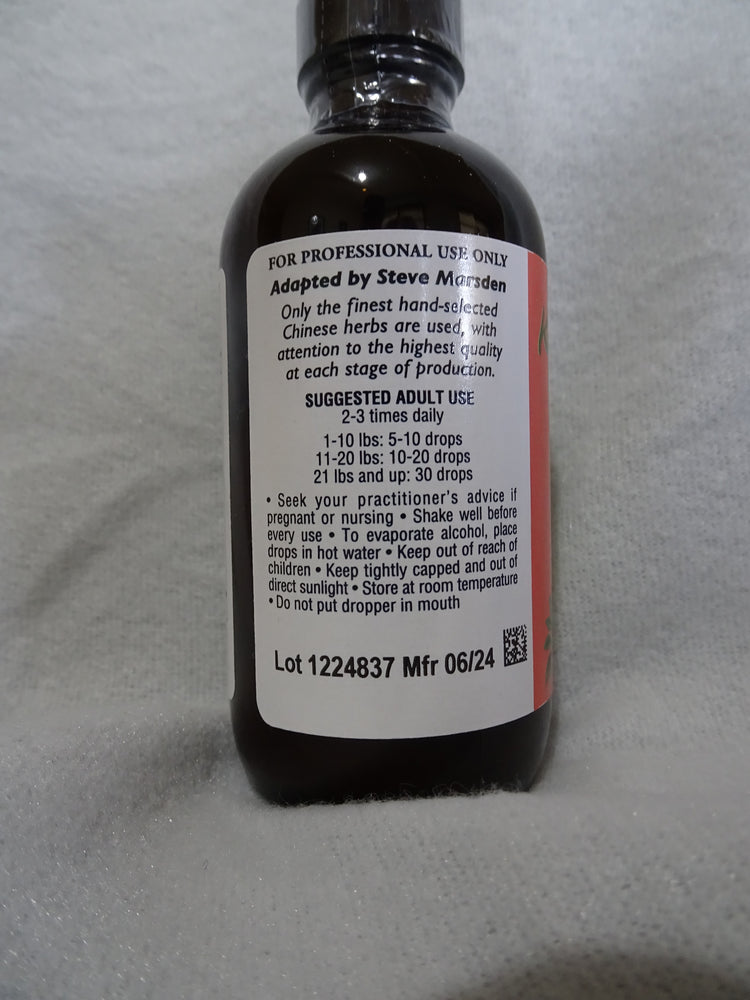 FOR PROFESSIONAL USE ONLY
Adapted by Steve Marsden
Only the finest hand-selected
Chinese herbs are used, with
attention to the highest quality
at each stage of production.
SUGGESTED ADULT USE
2-3 times daily
1-10 lbs: 5-10 drops
11-20 lbs: 10-20 drops
21 lbs and up: 30 drops
• Seek your practitioner's advice if
pregnant or nursing • Shake well before
every use • To evaporate alcohol, place
drops in hot water • Keep out of reach of
children • Keep tightly capped and out of
direct sunlight • Store at room temperature
• Do not put dropper in mouth
Lot 1224837 Mfr 06/24